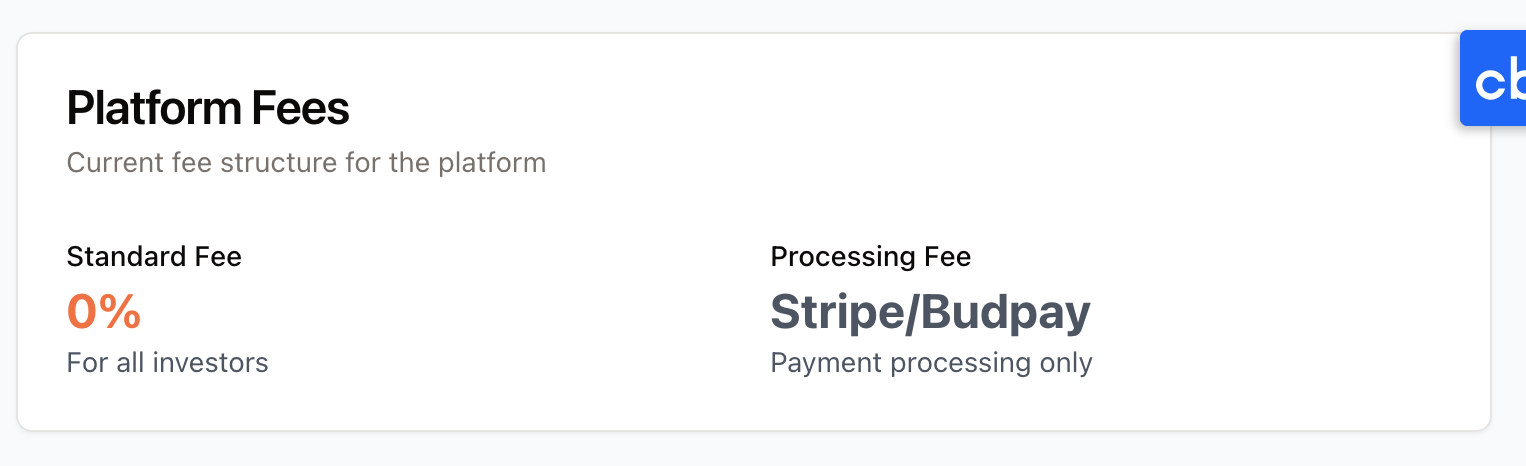 Platform Fees
Current fee structure for the platform
Standard Fee
0%
For all investors
Processing Fee
Stripe/Budpay
Payment processing only
cb